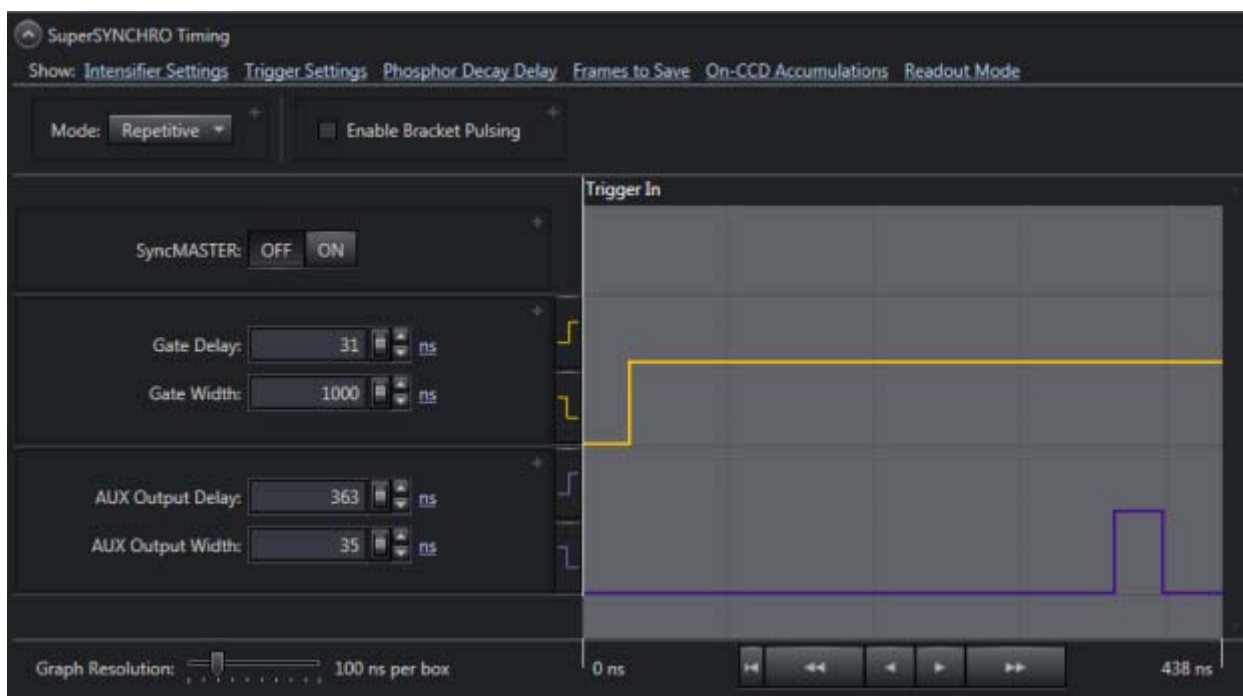 SuperSYNCHRO Timing
Show: Intensifier Settings Trigger Settings Phosphor Decay Delay Frames to Save On-CCD Accumulations Readout Mode
Mode: Repetitive Enable Bracket Pulsing
Trigger In
SyncMASTER: OFF ON
Gate Delay: 31 ns
Gate Width: 1000 ns
AUX Output Delay: 363 ns
AUX Output Width: 35 ns
Graph Resolution: 100 ns per box 0 ns 438 ns